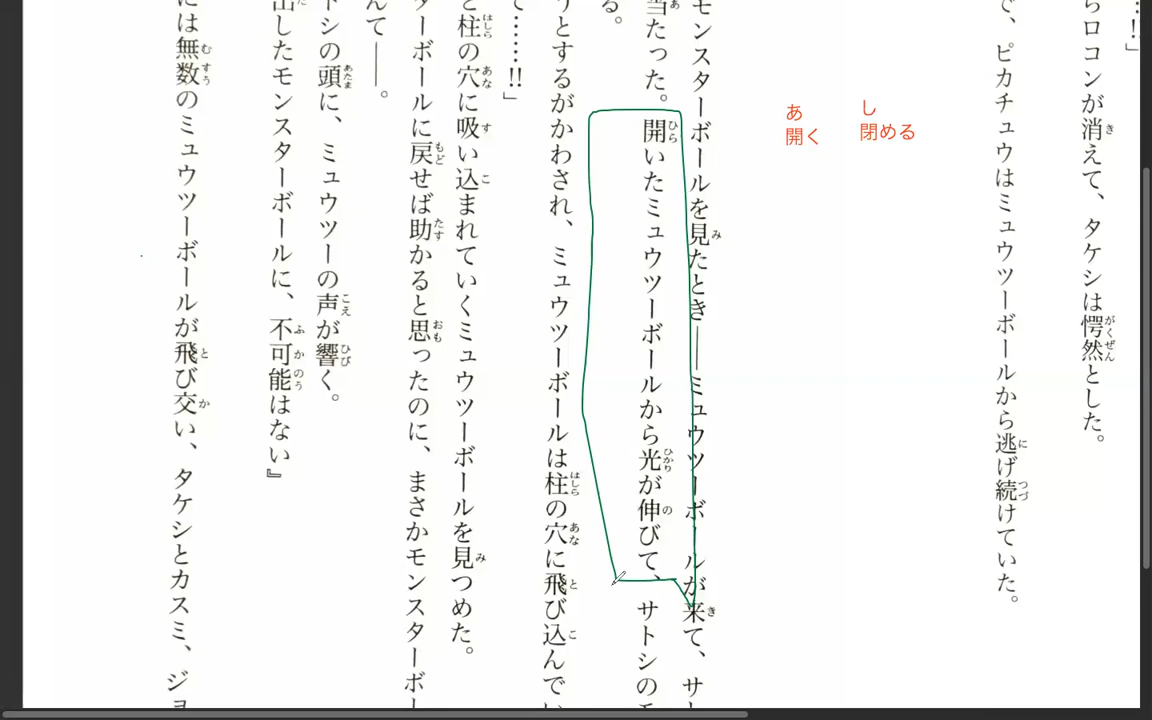 …!!」
らロコンが消えて、タケシは愕然とした。
で、ピカチュウはミュウツーボールから逃げ続けていた。
あ
開く
し
閉める
モンスターボールを見たとき――ミュウツーボールが来て、サト
当たった。開いたミュウツーボールから光が伸びて、サトシのモ
る。
うとするがかわされ、ミュウツーボールは柱の穴に飛び込んでい
て……!!」
と柱の穴に吸い込まれていくミュウツーボールを見つめた。
ターボールに戻せば助かると思ったのに、まさかモンスターボー
んて――。
トシの頭に、ミュウツーの声が響く。
出したモンスターボールに、不可能はない』
には無数のミュウツーボールが飛び交い、タケシとカスミ、ジョ